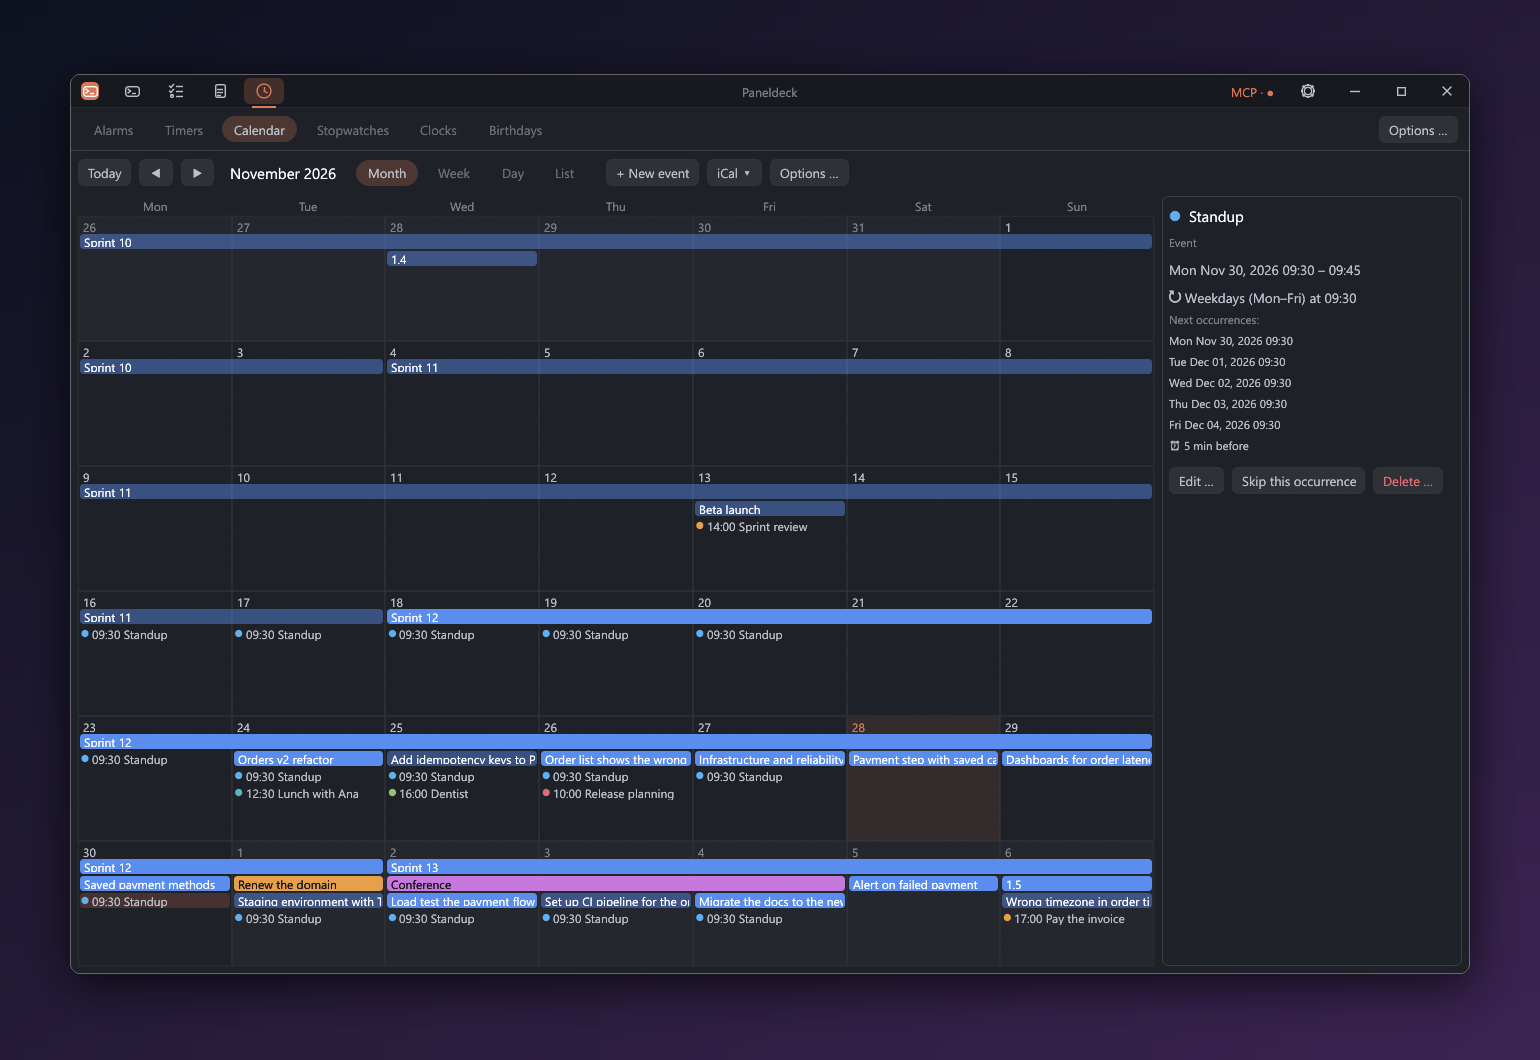 Paneldeck
MCP ·
Alarms
Timers
Calendar
Stopwatches
Clocks
Birthdays
Options ...
Today
November 2026
Month
Week
Day
List
+ New event
iCal
Options ...
Mon
Tue
Wed
Thu
Fri
Sat
Sun
26
27
28
29
30
31
1
Sprint 10
1.4
2
3
4
5
6
7
8
Sprint 10
Sprint 11
9
10
11
12
13
14
15
Sprint 11
Beta launch
14:00 Sprint review
16
17
18
19
20
21
22
Sprint 11
Sprint 12
09:30 Standup
09:30 Standup
09:30 Standup
09:30 Standup
09:30 Standup
23
24
25
26
27
28
29
Sprint 12
09:30 Standup
Orders v2 refactor
Add idempotency keys to P
Order list shows the wrong
Infrastructure and reliability
Payment step with saved ca
Dashboards for order laten
09:30 Standup
09:30 Standup
09:30 Standup
09:30 Standup
12:30 Lunch with Ana
16:00 Dentist
10:00 Release planning
30
1
2
3
4
5
6
Sprint 12
Sprint 13
Saved payment methods
Renew the domain
Conference
Alert on failed payment
1.5
09:30 Standup
Staging environment with T
Load test the payment flow
Set up CI pipeline for the o
Migrate the docs to the new
Wrong timezone in order ti
09:30 Standup
09:30 Standup
09:30 Standup
09:30 Standup
17:00 Pay the invoice
Standup
Event
Mon Nov 30, 2026 09:30 – 09:45
Weekdays (Mon–Fri) at 09:30
Next occurrences:
Mon Nov 30, 2026 09:30
Tue Dec 01, 2026 09:30
Wed Dec 02, 2026 09:30
Thu Dec 03, 2026 09:30
Fri Dec 04, 2026 09:30
5 min before
Edit ...
Skip this occurrence
Delete ...